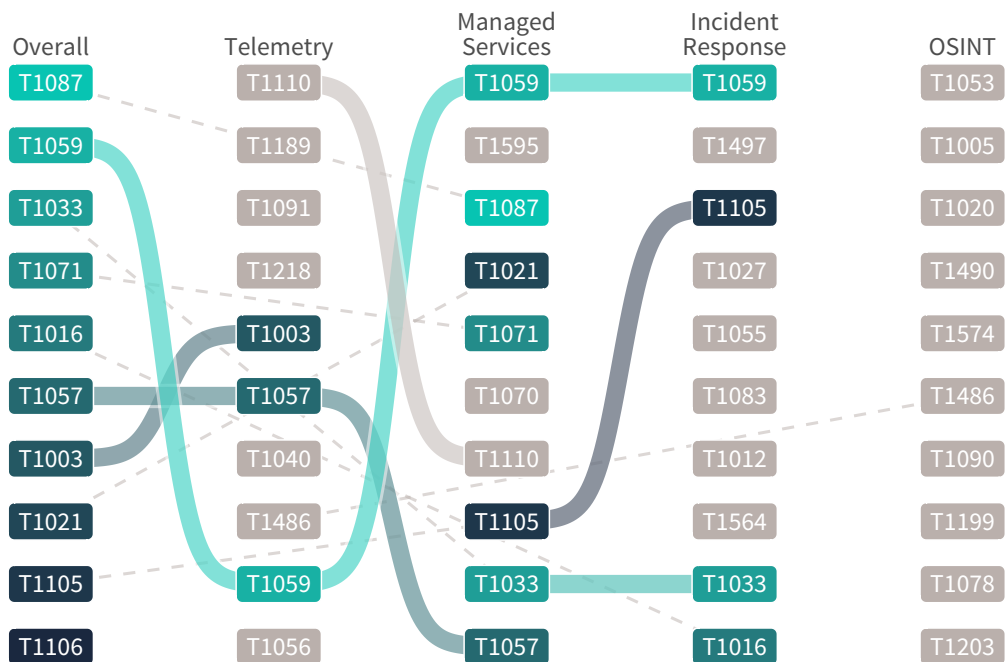 Overall
Telemetry
Managed
Services
Incident
Response
OSINT
T1087
T1110
T1059
T1059
T1053
T1059
T1189
T1595
T1497
T1005
T1033
T1091
T1087
T1105
T1020
T1071
T1218
T1021
T1027
T1490
T1016
T1003
T1071
T1055
T1574
T1057
T1057
T1070
T1083
T1486
T1003
T1040
T1110
T1012
T1090
T1021
T1486
T1105
T1564
T1199
T1105
T1059
T1033
T1033
T1078
T1106
T1056
T1057
T1016
T1203